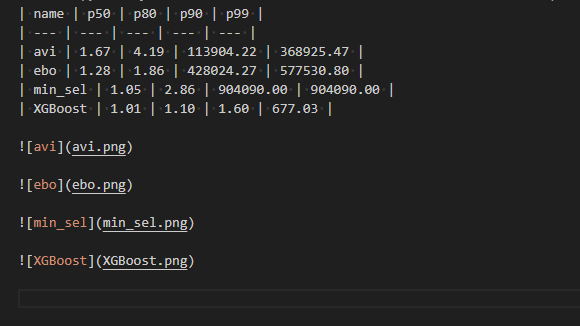 | name | p50 | p80 | p90 | p99 |
| --- | --- | --- | --- | --- |
| avi | 1.67 | 4.19 | 113904.22 | 368925.47 |
| ebo | 1.28 | 1.86 | 428024.27 | 577530.80 |
| min_sel | 1.05 | 2.86 | 904090.00 | 904090.00 |
| XGBoost | 1.01 | 1.10 | 1.60 | 677.03 |
![avi](avi.png)
![ebo](ebo.png)
![min_sel](min_sel.png)
![XGBoost](XGBoost.png)